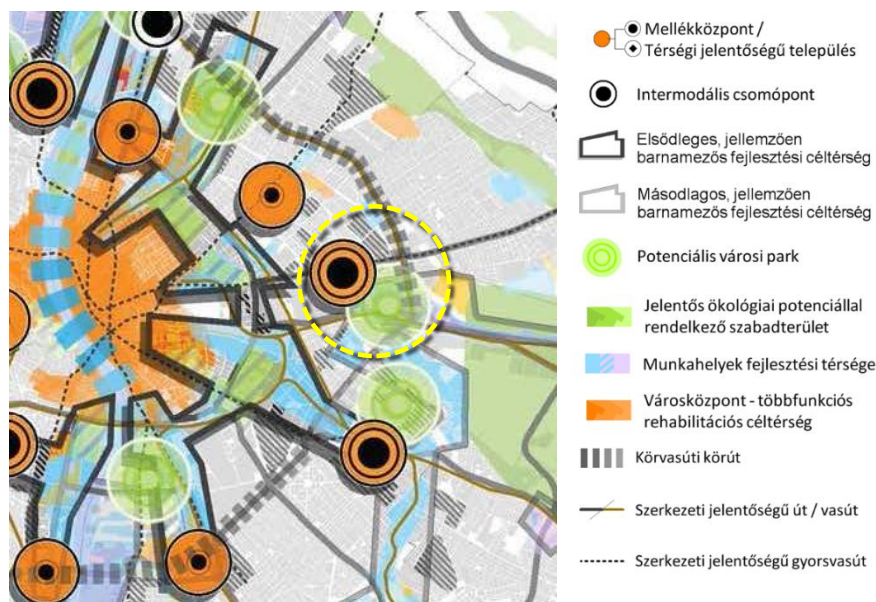 Mellékközpont /
Térségi jelentőségű település
Intermodális csomópont
Elsődleges, jellemzően
barnamezős fejlesztési céltérség
Másodlagos, jellemzően
barnamezős fejlesztési céltérség
Potenciális városi park
Jelentős ökológiai potenciállal
rendelkező szabadterület
Munkahelyek fejlesztési térsége
Városközpont - többfunkciós
rehabilitációs céltérség
Körvasúti körút
Szerkezeti jelentőségű út / vasút
Szerkezeti jelentőségű gyorsvasút